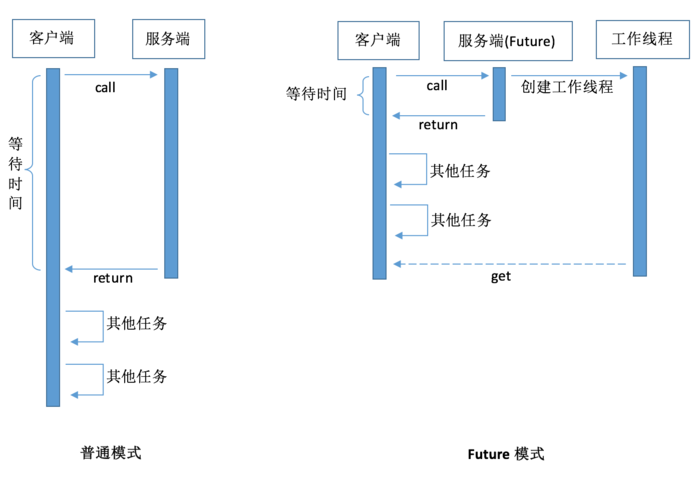 客户端
服务端
call
等待时间
return
其他任务
其他任务
普通模式
客户端
服务端(Future)
工作线程
call
创建工作线程
等待时间
return
其他任务
其他任务
get
Future 模式